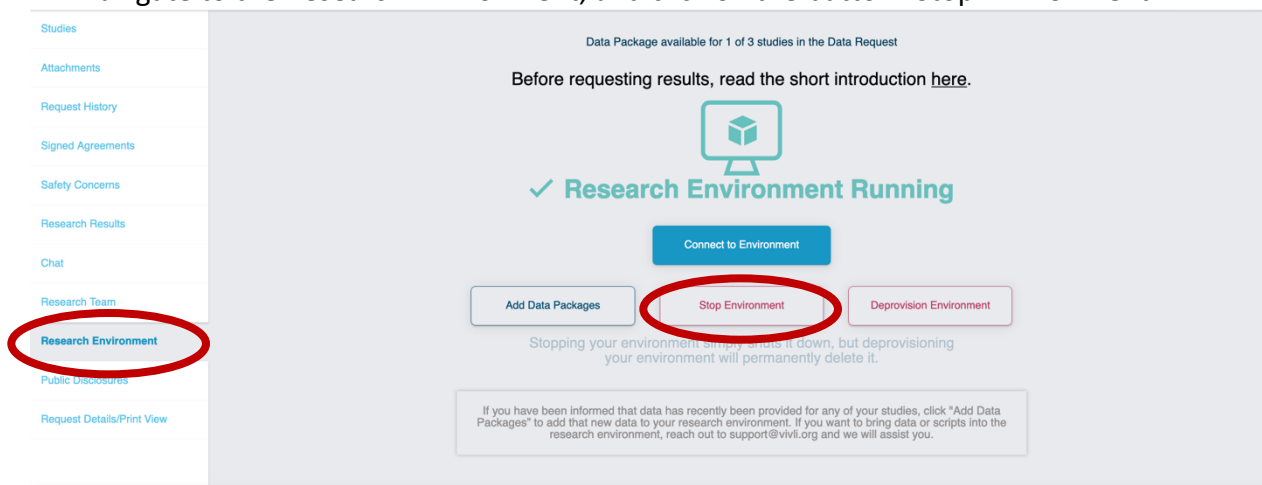 Studies
Attachments
Request History
Signed Agreements
Safety Concerns
Research Results
Chat
Research Team
Research Environment
Public Disclosures
Request Details/Print View
Data Package available for 1 of 3 studies in the Data Request
Before requesting results, read the short introduction here.
Research Environment Running
Connect to Environment
Add Data Packages
Stop Environment
Deprovision Environment
Stopping your environment simply shuts it down, but deprovisioning
your environment will permanently delete it.
If you have been informed that data has recently been provided for any of your studies, click "Add Data
Packages" to add that new data to your research environment. If you want to bring data or scripts into the
research environment, reach out to support@vivli.org and we will assist you.